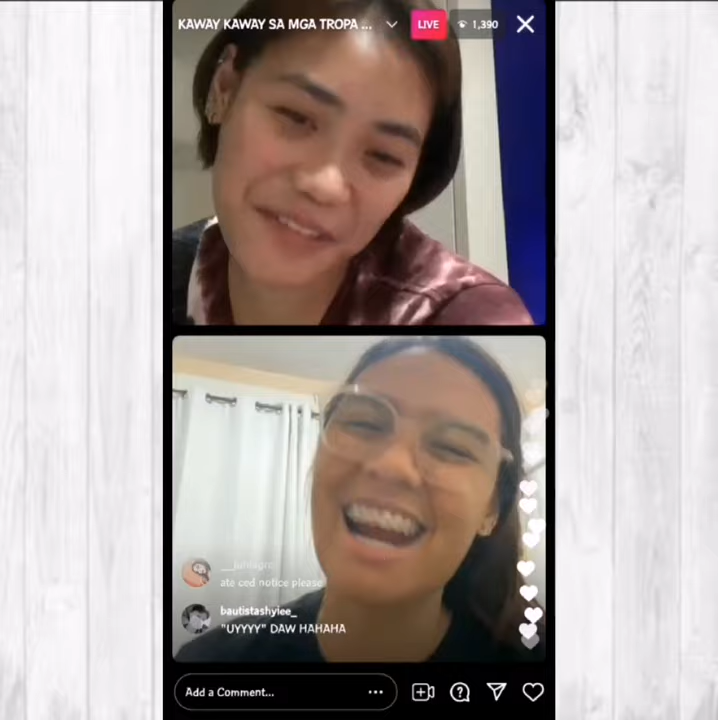 KAWAY KAWAY SA MGA TROPA ...
LIVE
1,390
ate ced notice please
bautistashyiee_
"UYYYY" DAW HAHAHA
Add a Comment...